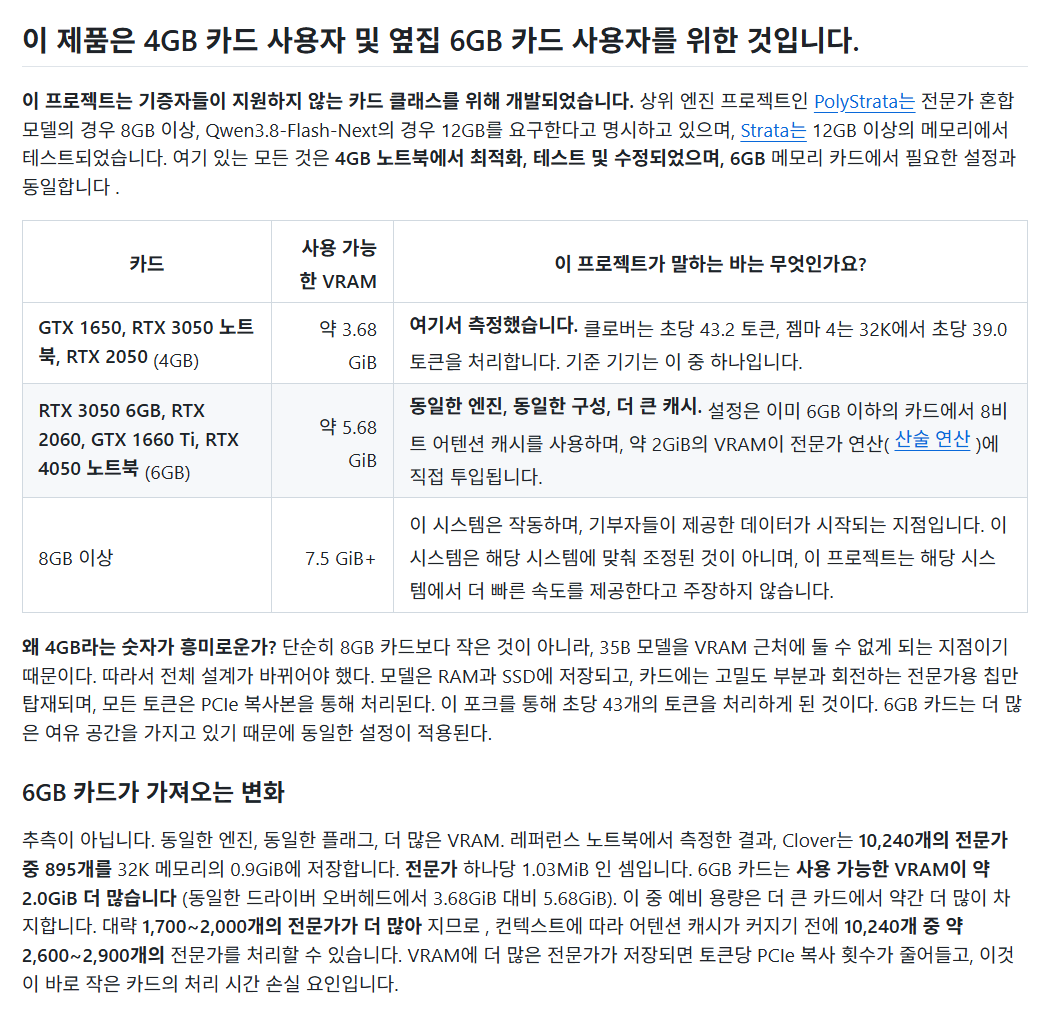 이 제품은 4GB 카드 사용자 및 옆집 6GB 카드 사용자를 위한 것입니다.
이 프로젝트는 기증자들이 지원하지 않는 카드 클래스를 위해 개발되었습니다. 상위 엔진 프로젝트인 PolyStrata는 전문가 혼합
모델의 경우 8GB 이상, Qwen3.8-Flash-Next의 경우 12GB를 요구한다고 명시하고 있으며, Strata는 12GB 이상의 메모리에서
테스트되었습니다. 여기 있는 모든 것은 4GB 노트북에서 최적화, 테스트 및 수정되었으며, 6GB 메모리 카드에서 필요한 설정과
동일합니다 .
카드
사용 가능
한 VRAM
이 프로젝트가 말하는 바는 무엇인가요?
GTX 1650, RTX 3050 노트
북, RTX 2050 (4GB)
약 3.68
GiB
여기서 측정했습니다. 클로버는 초당 43.2 토큰, 젬마 4는 32K에서 초당 39.0
토큰을 처리합니다. 기준 기기는 이 중 하나입니다.
RTX 3050 6GB, RTX
2060, GTX 1660 Ti, RTX
4050 노트북 (6GB)
약 5.68
GiB
동일한 엔진, 동일한 구성, 더 큰 캐시. 설정은 이미 6GB 이하의 카드에서 8비
트 어텐션 캐시를 사용하며, 약 2GiB의 VRAM이 전문가 연산( 산술 연산 )에
직접 투입됩니다.
8GB 이상
7.5 GiB+
이 시스템은 작동하며, 기부자들이 제공한 데이터가 시작되는 지점입니다. 이
시스템은 해당 시스템에 맞춰 조정된 것이 아니며, 이 프로젝트는 해당 시스
템에서 더 빠른 속도를 제공한다고 주장하지 않습니다.
왜 4GB라는 숫자가 흥미로운가? 단순히 8GB 카드보다 작은 것이 아니라, 35B 모델을 VRAM 근처에 둘 수 없게 되는 지점이기
때문이다. 따라서 전체 설계가 바뀌어야 했다. 모델은 RAM과 SSD에 저장되고, 카드에는 고밀도 부분과 회전하는 전문가용 칩만
탑재되며, 모든 토큰은 PCIe 복사본을 통해 처리된다. 이 포크를 통해 초당 43개의 토큰을 처리하게 된 것이다. 6GB 카드는 더 많
은 여유 공간을 가지고 있기 때문에 동일한 설정이 적용된다.
6GB 카드가 가져오는 변화
추측이 아닙니다. 동일한 엔진, 동일한 플래그, 더 많은 VRAM. 레퍼런스 노트북에서 측정한 결과, Clover는 10,240개의 전문가
중 895개를 32K 메모리의 0.9GiB에 저장합니다. 전문가 하나당 1.03MiB 인 셈입니다. 6GB 카드는 사용 가능한 VRAM이 약
2.0GiB 더 많습니다 (동일한 드라이버 오버헤드에서 3.68GiB 대비 5.68GiB). 이 중 예비 용량은 더 큰 카드에서 약간 더 많이 차
지합니다. 대략 1,700~2,000개의 전문가가 더 많아 지므로 , 컨텍스트에 따라 어텐션 캐시가 커지기 전에 10,240개 중 약
2,600~2,900개의 전문가를 처리할 수 있습니다. VRAM에 더 많은 전문가가 저장되면 토큰당 PCIe 복사 횟수가 줄어들고, 이것
이 바로 작은 카드의 처리 시간 손실 요인입니다.